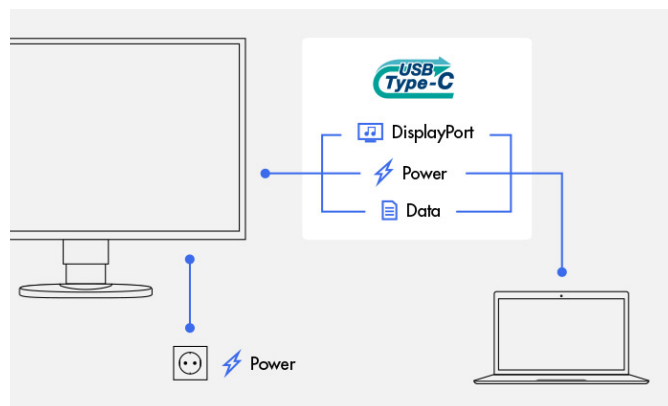 USB
Type-C
DisplayPort
Power
Data
Power